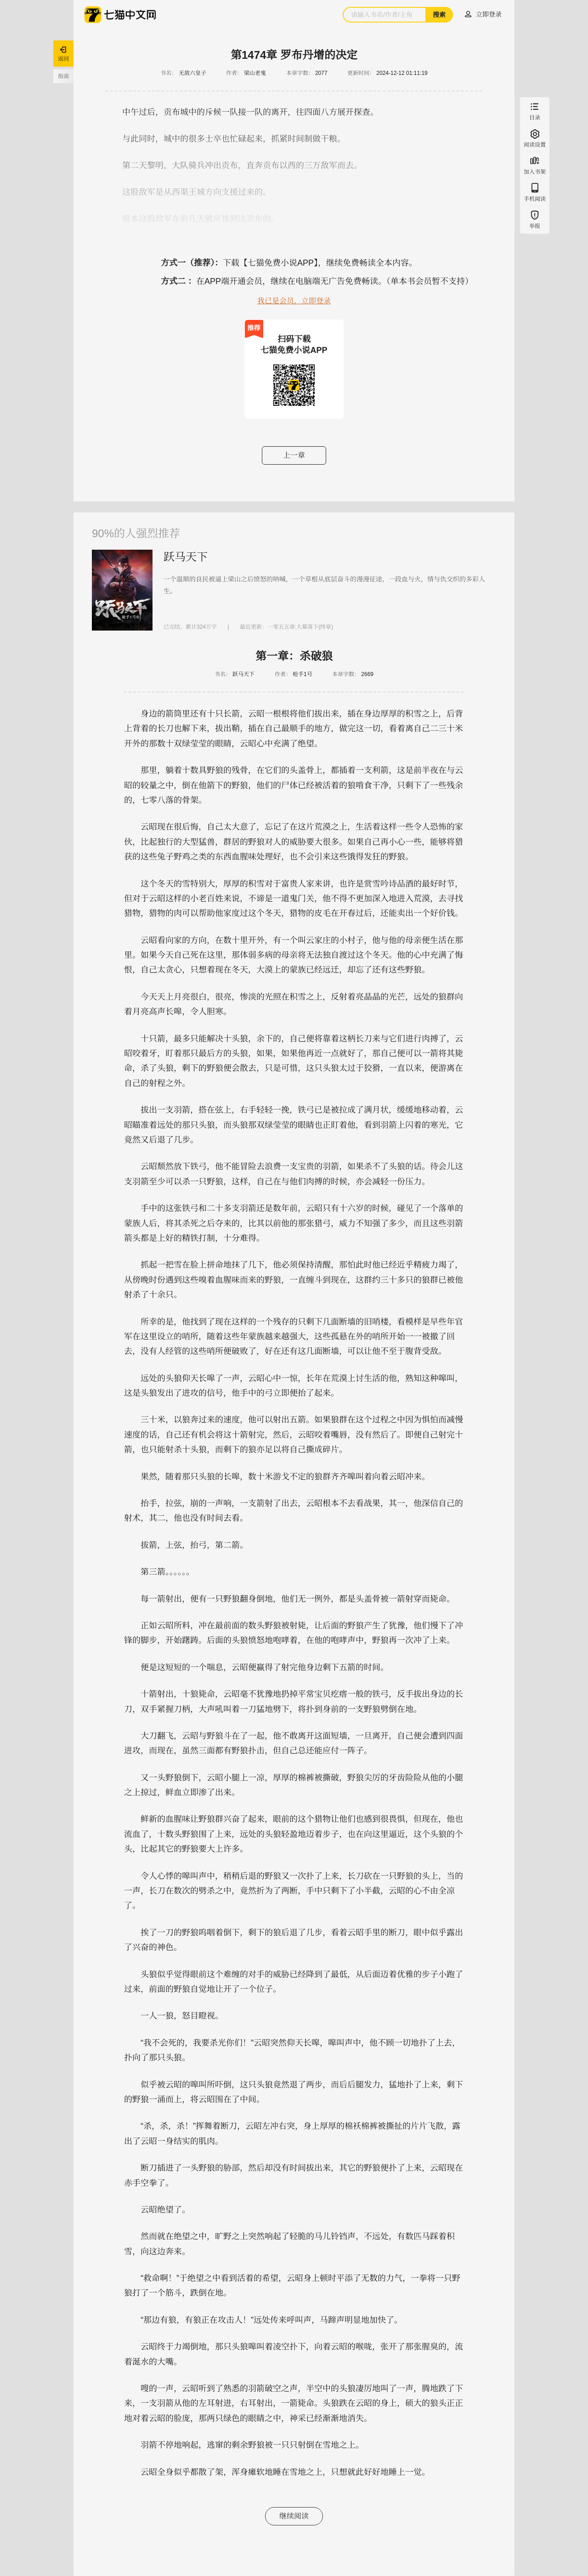 七猫中文网
请输入书名/作者/主角
搜索
立即登录
返回
指南
目录
阅读设置
加入书架
手机阅读
举报
第1474章 罗布丹增的决定
书名： 无敌六皇子 作者： 梁山老鬼 本章字数： 2077 更新时间： 2024-12-12 01:11:19
中午过后，贡布城中的斥候一队接一队的离开，往四面八方展开探查。
与此同时，城中的很多士卒也忙碌起来，抓紧时间制做干粮。
第二天黎明，大队骑兵冲出贡布，直奔贡布以西的三万敌军而去。
这股敌军是从西渠王城方向支援过来的。
方式一（推荐）：下载【七猫免费小说APP】，继续免费畅读全本内容。
方式二 ：在APP端开通会员，继续在电脑端无广告免费畅读。（单本书会员暂不支持）
我已是会员，立即登录
推荐
扫码下载
七猫免费小说APP
上一章
90%的人强烈推荐
跃马天下
一个温顺的良民被逼上梁山之后愤怒的呐喊，一个草根从底层奋斗的漫漫征途，一段血与火，情与仇交织的多彩人
生。
已完结，累计324万字 | 最近更新：一零五五章:大幕落下(终章)
第一章：杀破狼
书名： 跃马天下 作者： 枪手1号 本章字数： 2669
身边的箭筒里还有十只长箭，云昭一根根将他们拔出来，插在身边厚厚的积雪之上，后背
上背着的长刀也解下来，拔出鞘，插在自己最顺手的地方，做完这一切，看着离自己二三十米
开外的那数十双绿莹莹的眼睛，云昭心中充满了绝望。
那里，躺着十数具野狼的残骨，在它们的头盖骨上，都插着一支利箭，这是前半夜在与云
昭的较量之中，倒在他箭下的野狼，他们的尸体已经被活着的狼啃食干净，只剩下了一些残余
的，七零八落的骨架。
云昭现在很后悔，自己太大意了，忘记了在这片荒漠之上，生活着这样一些令人恐怖的家
伙，比起独行的大型猛兽，群居的野狼对人的威胁要大很多。如果自己再小心一些，能够将猎
获的这些兔子野鸡之类的东西血腥味处理好，也不会引来这些饿得发狂的野狼。
这个冬天的雪特别大，厚厚的积雪对于富贵人家来讲，也许是赏雪吟诗品酒的最好时节，
但对于云昭这样的小老百姓来说，不谛是一道鬼门关，他不得不更加深入地进入荒漠，去寻找
猎物，猎物的肉可以帮助他家度过这个冬天，猎物的皮毛在开春过后，还能卖出一个好价钱。
云昭看向家的方向，在数十里开外，有一个叫云家庄的小村子，他与他的母亲便生活在那
里。如果今天自己死在这里，那体弱多病的母亲将无法独自渡过这个冬天。他的心中充满了悔
恨，自己太贪心，只想着现在冬天，大漠上的蒙族已经远迁，却忘了还有这些野狼。
今天天上月亮很白，很亮，惨淡的光照在积雪之上，反射着亮晶晶的光芒，远处的狼群向
着月亮高声长嗥，令人胆寒。
十只箭，最多只能解决十头狼，余下的，自己便将靠着这柄长刀来与它们进行肉搏了，云
昭咬着牙，盯着那只最后方的头狼，如果，如果他再近一点就好了，那自己便可以一箭将其毙
命，杀了头狼，剩下的野狼便会散去，只是可惜，这只头狼太过于狡猾，一直以来，便游离在
自己的射程之外。
拔出一支羽箭，搭在弦上，右手轻轻一挽，铁弓已是被拉成了满月状，缓缓地移动着，云
昭瞄准着远处的那只头狼，而头狼那双绿莹莹的眼睛也正盯着他，看到羽箭上闪着的寒光，它
竟然又后退了几步。
云昭颓然放下铁弓，他不能冒险去浪费一支宝贵的羽箭，如果杀不了头狼的话。待会儿这
支羽箭至少可以杀一只野狼，这样，自己在与他们肉搏的时候，亦会减轻一份压力。
手中的这张铁弓和二十多支羽箭还是数年前，云昭只有十六岁的时候，碰见了一个落单的
蒙族人后，将其杀死之后夺来的，比其以前他的那张猎弓，威力不知强了多少，而且这些羽箭
箭头都是上好的精铁打制，十分难得。
抓起一把雪在脸上拼命地抹了几下，他必须保持清醒，那怕此时他已经近乎精疲力竭了，
从傍晚时份遇到这些嗅着血腥味而来的野狼，一直缠斗到现在，这群约三十多只的狼群已被他
射杀了十余只。
所幸的是，他找到了现在这样的一个残存的只剩下几面断墙的旧哨楼，看模样是早些年官
军在这里设立的哨所，随着这些年蒙族越来越强大，这些孤悬在外的哨所开始一一被撤了回
去，没有人经管的这些哨所便破败了，好在还有这几面断墙，可以让他不至于腹背受敌。
远处的头狼仰天长嗥了一声，云昭心中一惊，长年在荒漠上讨生活的他，熟知这种嗥叫，
这是头狼发出了进攻的信号，他手中的弓立即便抬了起来。
三十米，以狼奔过来的速度，他可以射出五箭。如果狼群在这个过程之中因为惧怕而减慢
速度的话，自己还有机会将这十箭射完，然后，云昭咬着嘴唇，没有然后了。即便自己射完十
箭，也只能射杀十头狼，而剩下的狼亦足以将自己撕成碎片。
果然，随着那只头狼的长嗥，数十米游戈不定的狼群齐齐嗥叫着向着云昭冲来。
抬手，拉弦，崩的一声响，一支箭射了出去，云昭根本不去看战果，其一，他深信自己的
射术，其二，他也没有时间去看。
拔箭，上弦，抬弓，第二箭。
第三箭。。。。。。
每一箭射出，便有一只野狼翻身倒地，他们无一例外，都是头盖骨被一箭射穿而毙命。
正如云昭所料，冲在最前面的数头野狼被射毙，让后面的野狼产生了犹豫，他们慢下了冲
锋的脚步，开始踞踌。后面的头狼愤怒地咆哮着，在他的咆哮声中，野狼再一次冲了上来。
便是这短短的一个喘息，云昭便赢得了射完他身边剩下五箭的时间。
十箭射出，十狼毙命，云昭毫不犹豫地扔掉平常宝贝疙瘩一般的铁弓，反手拔出身边的长
刀，双手紧握刀柄，大声吼叫着一刀猛地劈下，将扑到身前的一支野狼劈倒在地。
大刀翻飞，云昭与野狼斗在了一起，他不敢离开这面短墙，一旦离开，自己便会遭到四面
进攻，而现在，虽然三面都有野狼扑击，但自己总还能应付一阵子。
又一头野狼倒下，云昭小腿上一凉，厚厚的棉裤被撕破，野狼尖厉的牙齿险险从他的小腿
之上掠过，鲜血立即渗了出来。
鲜新的血腥味让野狼群兴奋了起来，眼前的这个猎物让他们也感到很畏惧，但现在，他也
流血了，十数头野狼围了上来，远处的头狼轻盈地迈着步子，也在向这里逼近，这个头狼的个
头，比起其它的野狼要大上许多。
令人心悸的嗥叫声中，稍稍后退的野狼又一次扑了上来，长刀砍在一只野狼的头上，当的
一声，长刀在数次的劈杀之中，竟然折为了两断，手中只剩下了小半截，云昭的心不由全凉
了。
挨了一刀的野狼呜咽着倒下，剩下的狼后退了几步，看着云昭手里的断刀，眼中似乎露出
了兴奋的神色。
头狼似乎觉得眼前这个难缠的对手的威胁已经降到了最低，从后面迈着优雅的步子小跑了
过来，前面的野狼自觉地让开了一个位子。
一人一狼，怒目瞪视。
“我不会死的，我要杀光你们！”云昭突然仰天长嗥，嗥叫声中，他不顾一切地扑了上去，
扑向了那只头狼。
似乎被云昭的嗥叫所吓倒，这只头狼竟然退了两步，而后后腿发力，猛地扑了上来，剩下
的野狼一涌而上，将云昭围在了中间。
“杀，杀，杀！”挥舞着断刀，云昭左冲右突，身上厚厚的棉袄棉裤被撕扯的片片飞散，露
出了云昭一身结实的肌肉。
断刀插进了一头野狼的胁部，然后却没有时间拔出来，其它的野狼便扑了上来，云昭现在
赤手空拳了。
云昭绝望了。
然而就在绝望之中，旷野之上突然响起了轻脆的马儿铃铛声，不远处，有数匹马踩着积
雪，向这边奔来。
“救命啊！”于绝望之中看到活着的希望，云昭身上顿时平添了无数的力气，一拳将一只野
狼打了一个筋斗，跌倒在地。
“那边有狼，有狼正在攻击人！”远处传来呼叫声，马蹄声明显地加快了。
云昭终于力竭倒地，那只头狼嗥叫着凌空扑下，向着云昭的喉咙，张开了那张腥臭的，流
着涎水的大嘴。
嗖的一声，云昭听到了熟悉的羽箭破空之声，半空中的头狼凄厉地叫了一声，腾地跌了下
来，一支羽箭从他的左耳射进，右耳射出，一箭毙命。头狼跌在云昭的身上，硕大的狼头正正
地对着云昭的脸庞，那两只绿色的眼睛之中，神采已经渐渐地消失。
羽箭不停地响起，逃窜的剩余野狼被一只只射倒在雪地之上。
云昭全身似乎都散了架，浑身瘫软地睡在雪地之上，只想就此好好地睡上一觉。
继续阅读